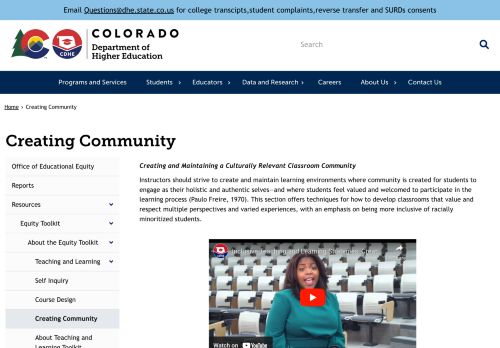 Email Questions@dhe.state.co.us for college transcipts,student complaints,reverse transfer and SURDs consents
CDHE
COLORADO
Department of
Higher Education
Search
Programs and Services
Students
Educators
Data and Research
Careers
About Us
Contact Us
Home
Creating Community
Creating Community
Office of Educational Equity
Reports
Resources
Equity Toolkit
About the Equity Toolkit
Teaching and Learning
Self Inquiry
Course Design
Creating Community
About Teaching and
Learning Toolkit
Creating and Maintaining a Culturally Relevant Classroom Community
Instructors should strive to create and maintain learning environments where community is created for students to
engage as their holistic and authentic selves—and where students feel valued and welcomed to participate in the
learning process (Paulo Freire, 1970). This section offers techniques for how to develop classrooms that value and
respect multiple perspectives and varied experiences, with an emphasis on being more inclusive of racially
minoritized students.
Inclusive Teaching and Learning
Watch on YouTube